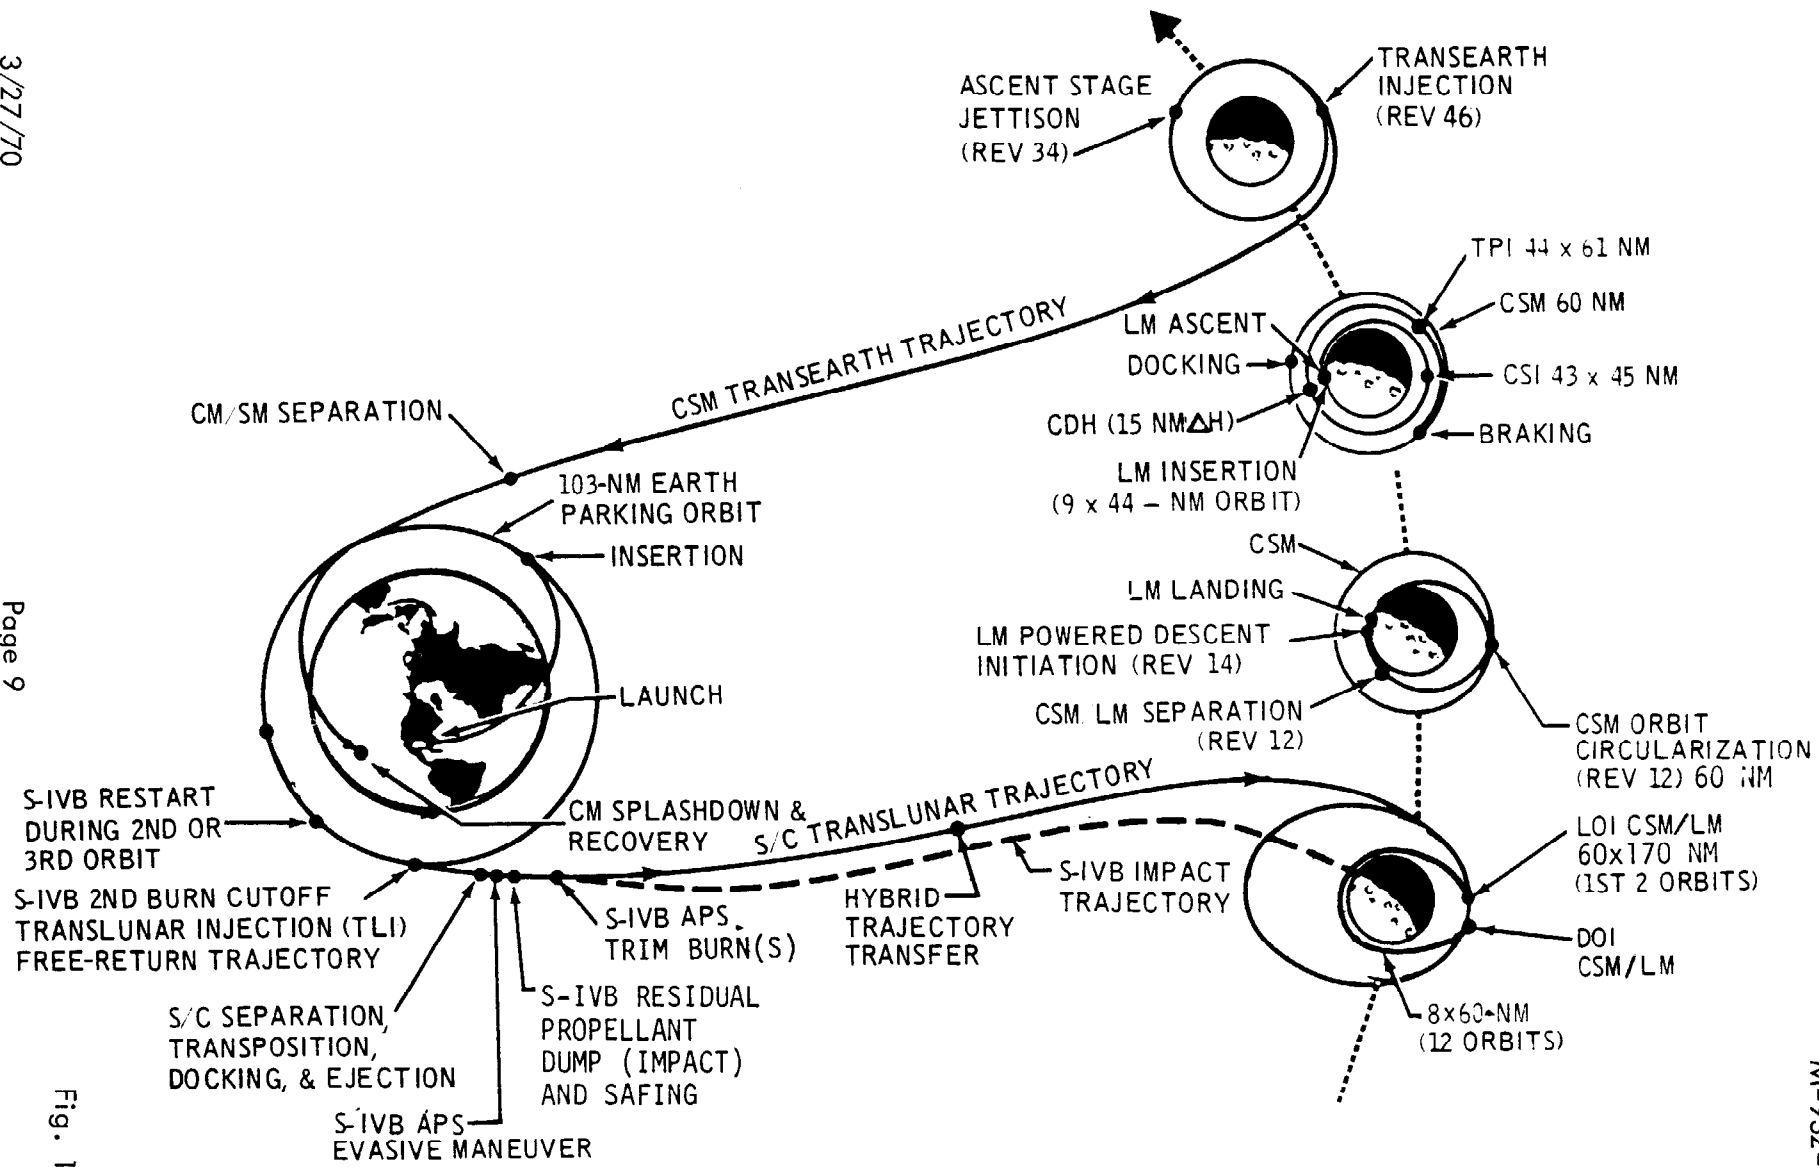 3/27/70
Page 9
Fig. 1
ASCENT STAGE
JETTISON
(REV 34)
TRANSEARTH
INJECTION
(REV 46)
TPI 44 x 61 NM
CSM 60 NM
LM ASCENT
DOCKING
CSI 43 x 45 NM
CDH (15 NM△H)
BRAKING
LM INSERTION
(9 x 44 – NM ORBIT)
CSM TRANSEARTH TRAJECTORY
CM/SM SEPARATION
103-NM EARTH
PARKING ORBIT
INSERTION
LAUNCH
CSM
LM LANDING
LM POWERED DESCENT
INITIATION (REV 14)
CSM LM SEPARATION
(REV 12)
CSM ORBIT
CIRCULARIZATION
(REV 12) 60 NM
S-IVB RESTART
DURING 2ND OR
3RD ORBIT
CM SPLASHDOWN &
RECOVERY
S/C TRANSLUNAR TRAJECTORY
LOI CSM/LM
60x170 NM
(1ST 2 ORBITS)
S-IVB 2ND BURN CUTOFF
TRANSLUNAR INJECTION (TLI)
FREE-RETURN TRAJECTORY
S-IVB APS
TRIM BURN(S)
HYBRID
TRAJECTORY
TRANSFER
S-IVB IMPACT
TRAJECTORY
DOI
CSM/LM
8x60-NM
(12 ORBITS)
S/C SEPARATION,
TRANSPOSITION,
DOCKING, & EJECTION
S-IVB RESIDUAL
PROPELLANT
DUMP (IMPACT)
AND SAFING
S-IVB APS
EVASIVE MANEUVER